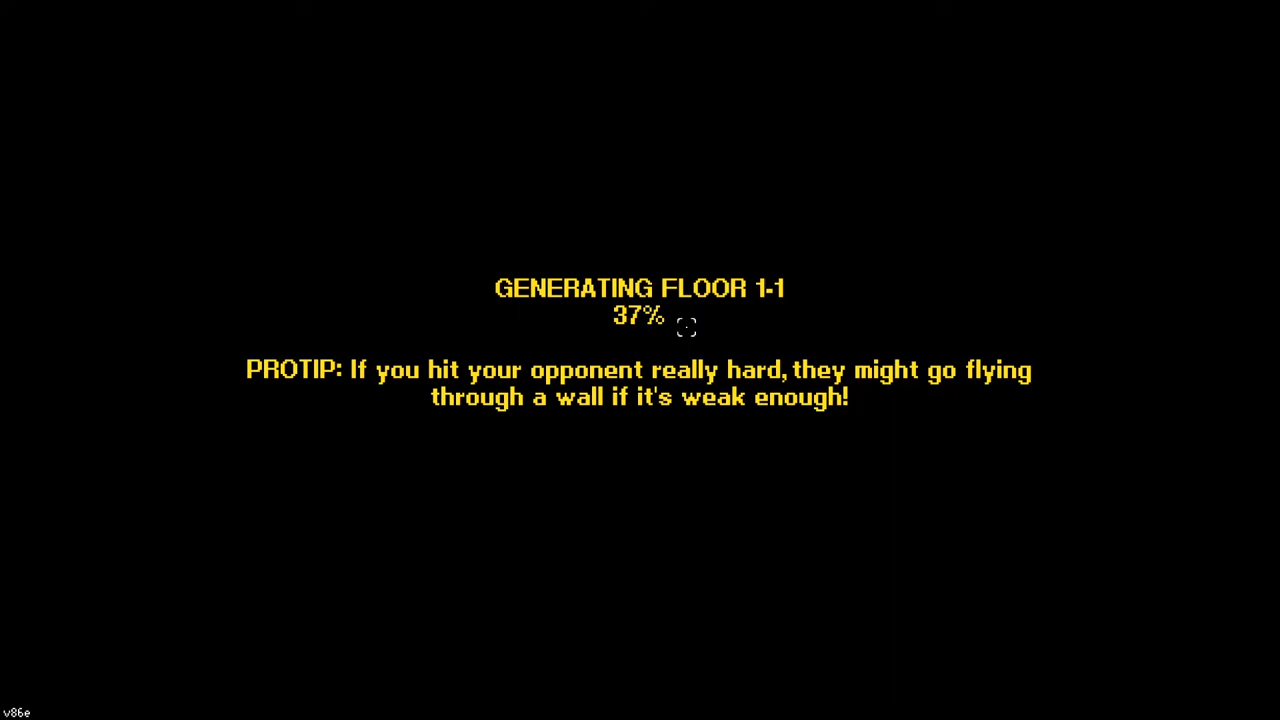 GENERATING FLOOR 1-1
37%
PROTIP: If you hit your opponent really hard, they might go flying
through a wall if it's weak enough!
v86e